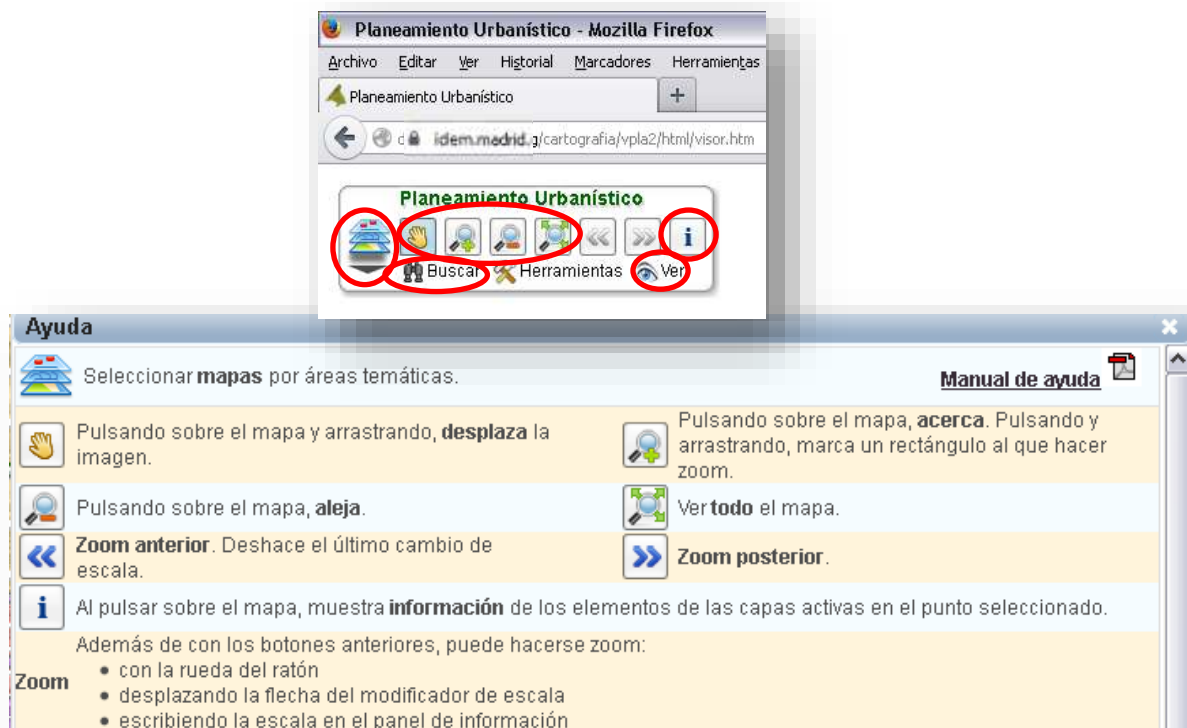 Planeamiento Urbanístico - Mozilla Firefox
Archivo Editar Ver Historial Marcadores Herramientas
Planeamiento Urbanístico +
idem.madrid.g/cartografia/vpla2/html/visor.htm
Planeamiento Urbanístico
i
Buscar Herramientas Ver
Ayuda
Seleccionar mapas por áreas temáticas. Manual de ayuda
Pulsando sobre el mapa y arrastrando, desplaza la
imagen.
Pulsando sobre el mapa, acerca. Pulsando y
arrastrando, marca un rectángulo al que hacer
zoom.
Pulsando sobre el mapa, aleja.
Ver todo el mapa.
Zoom anterior. Deshace el último cambio de
escala.
Zoom posterior.
i Al pulsar sobre el mapa, muestra información de los elementos de las capas activas en el punto seleccionado.
Además de con los botones anteriores, puede hacerse zoom:
Zoom
• con la rueda del ratón
• desplazando la flecha del modificador de escala
• escribiendo la escala en el panel de información